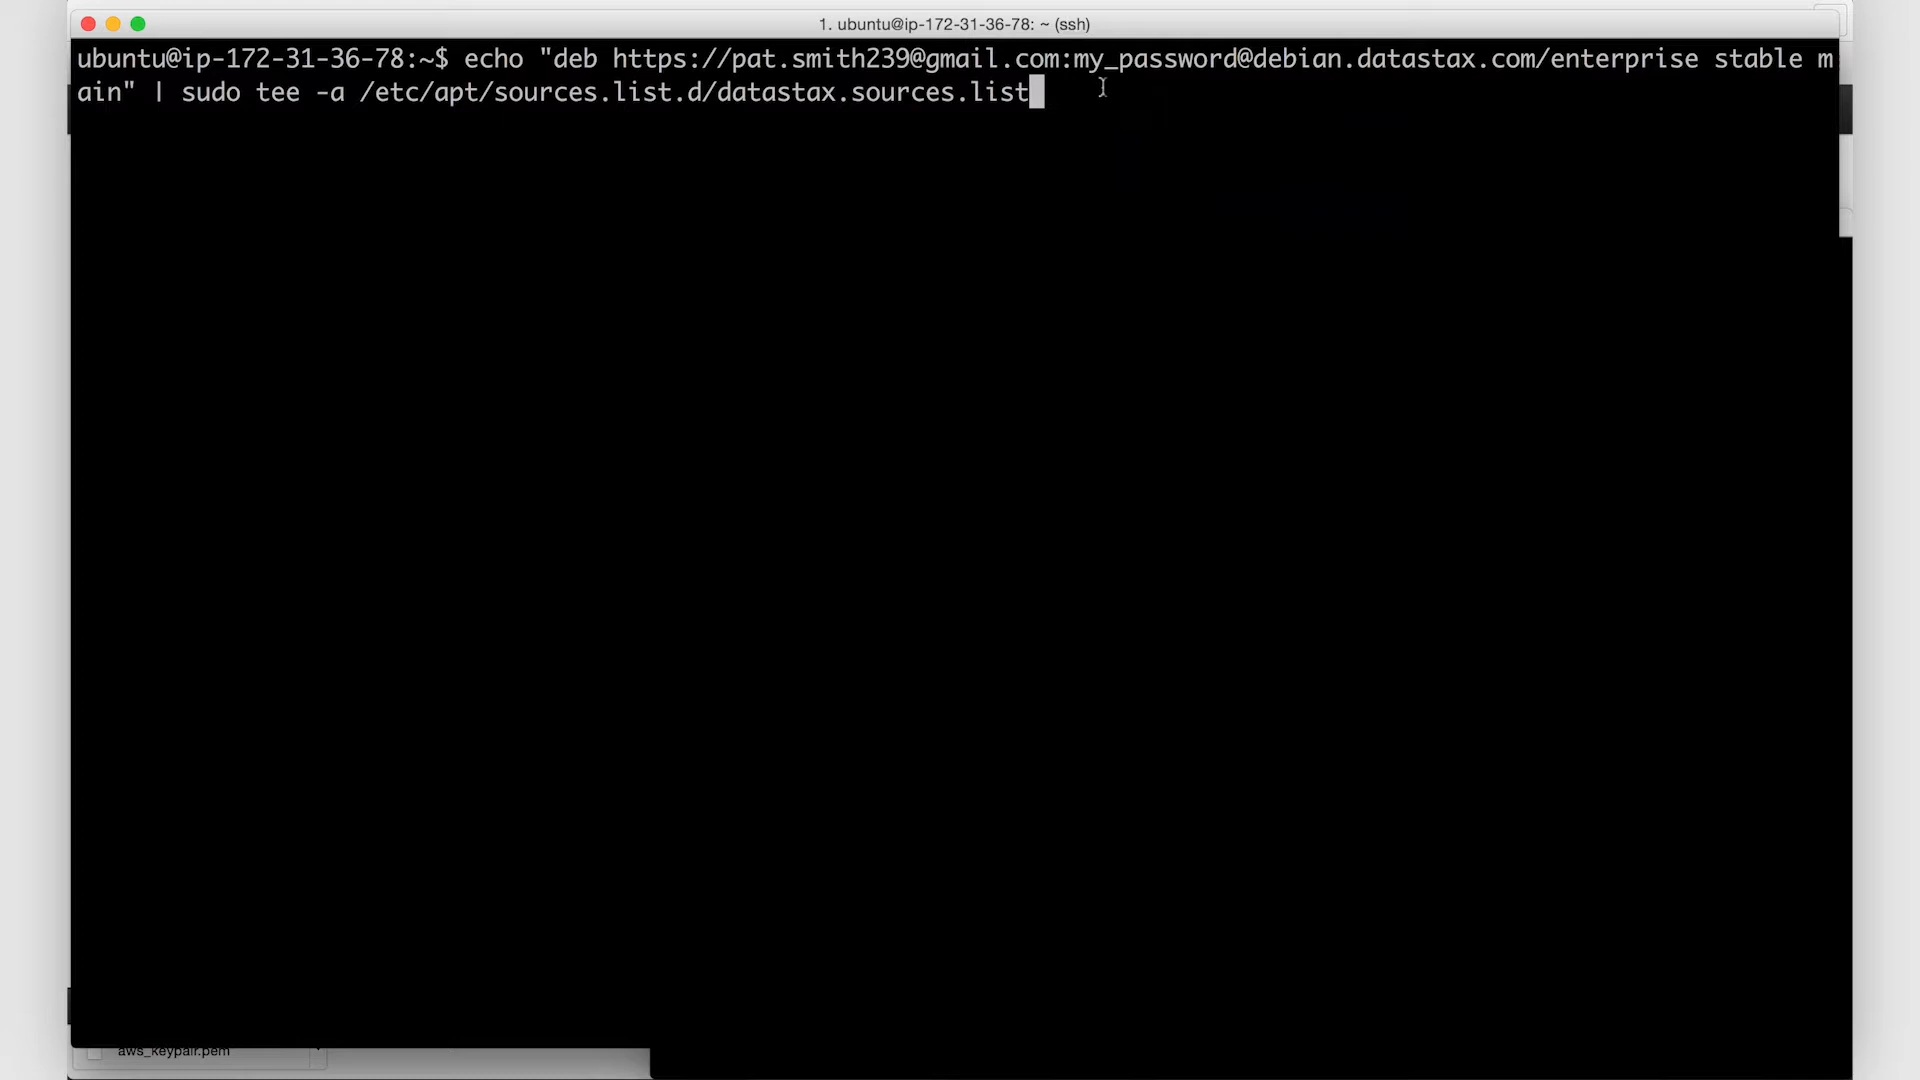 1. ubuntu@ip-172-31-36-78: ~ (ssh)
ubuntu@ip-172-31-36-78:~$ echo "deb https://pat.smith239@gmail.com:my_password@debian.datastax.com/enterprise stable m
ain" | sudo tee -a /etc/apt/sources.list.d/datastax.sources.list
aws_keypair.pem